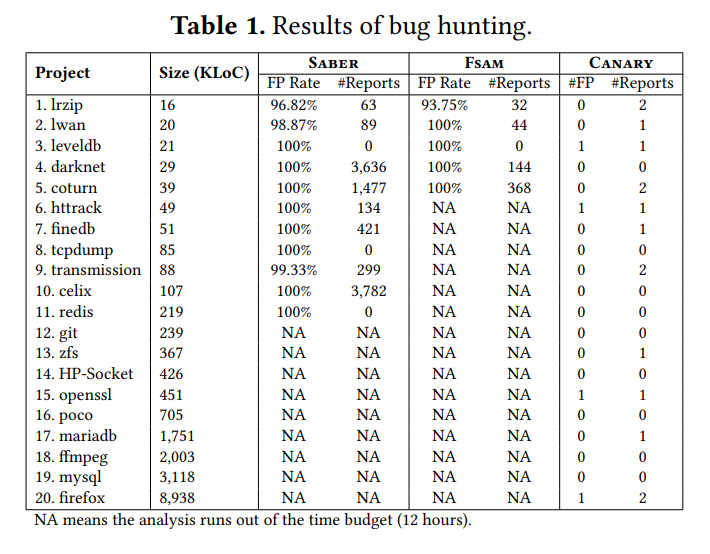 Table 1. Results of bug hunting.
Project Size (KLoC) SABER FSAM CANARY
FP Rate #Reports FP Rate #Reports #FP #Reports
1. lrzip 16 96.82% 63 93.75% 32 0 2
2. lwan 20 98.87% 89 100% 44 0 1
3. leveldb 21 100% 0 100% 0 1 1
4. darknet 29 100% 3,636 100% 144 0 0
5. coturn 39 100% 1,477 100% 368 0 2
6. httrack 49 100% 134 NA NA 1 1
7. finedb 51 100% 421 NA NA 0 1
8. tcpdump 85 100% 0 NA NA 0 0
9. transmission 88 99.33% 299 NA NA 0 2
10. celix 107 100% 3,782 NA NA 0 0
11. redis 219 100% 0 NA NA 0 0
12. git 239 NA NA NA NA 0 0
13. zfs 367 NA NA NA NA 0 1
14. HP-Socket 426 NA NA NA NA 0 0
15. openssl 451 NA NA NA NA 1 1
16. poco 705 NA NA NA NA 0 0
17. mariadb 1,751 NA NA NA NA 0 1
18. ffmpeg 2,003 NA NA NA NA 0 0
19. mysql 3,118 NA NA NA NA 0 0
20. firefox 8,938 NA NA NA NA 1 2
NA means the analysis runs out of the time budget (12 hours).